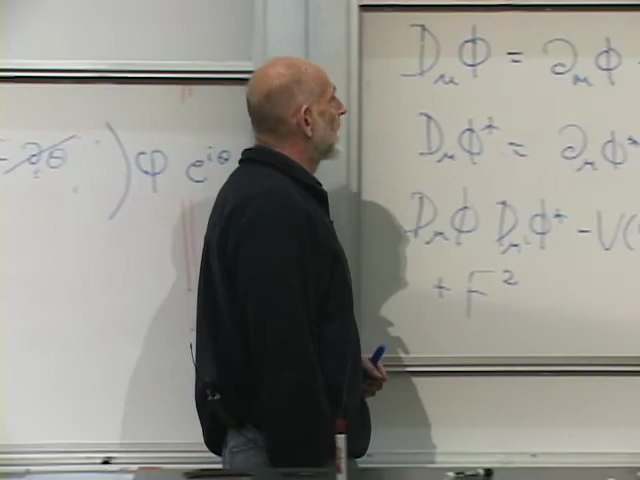 - ∂θ ) φ e^{iθ}
D_μ ϕ = ∂_μ ϕ
D_μ ϕ* = ∂_μ ϕ*
D_μ ϕ D_μ ϕ* - V(
+ F²